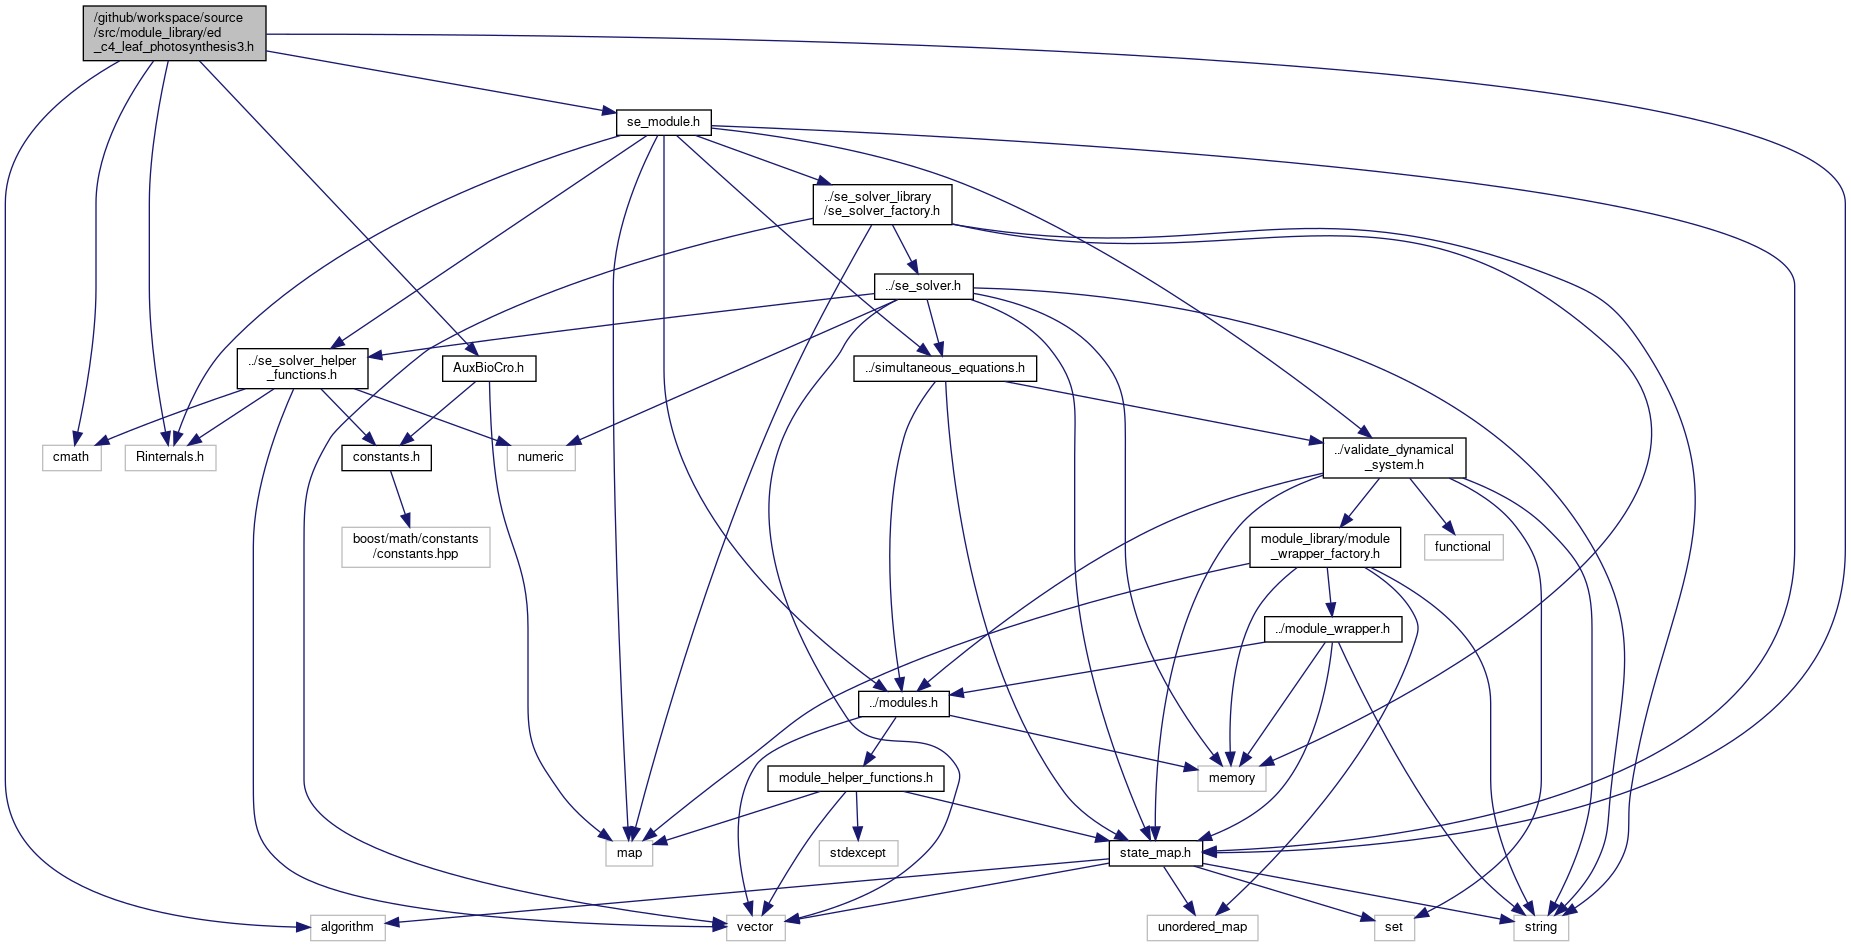 /github/workspace/source
/src/module_library/ed
_c4_leaf_photosynthesis3.h
se_module.h
../se_solver_library
/se_solver_factory.h
../se_solver.h
../se_solver_helper
_functions.h
AuxBioCro.h
../simultaneous_equations.h
cmath
Rinternals.h
constants.h
numeric
../validate_dynamical
_system.h
boost/math/constants
/constants.hpp
module_library/module
_wrapper_factory.h
functional
../module_wrapper.h
../modules.h
module_helper_functions.h
memory
map
stdexcept
state_map.h
algorithm
vector
unordered_map
set
string